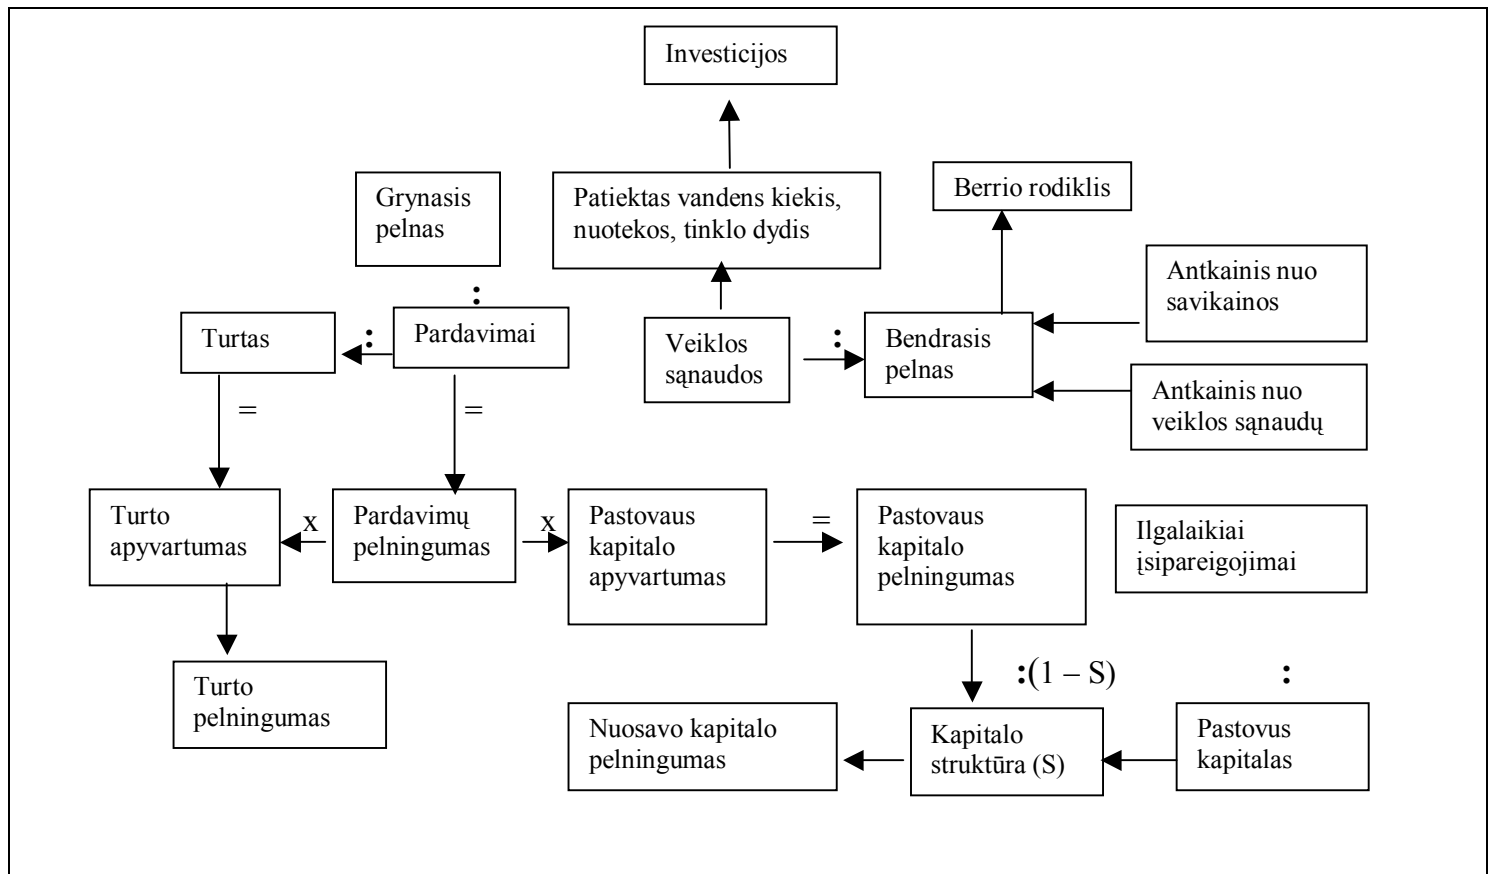 Investicijos
Grynasis
pelnas
Patiektas vandens kiekis,
nuotekos, tinklo dydis
Berrio rodiklis
Antkainis nuo
savikainos
:
Turtas
:
Pardavimai
Veiklos
sąnaudos
:
Bendrasis
pelnas
Antkainis nuo
veiklos sąnaudų
=
=
Turto
apyvartumas
x
Pardavimų
pelningumas
x
Pastovaus
kapitalo
apyvartumas
=
Pastovaus
kapitalo
pelningumas
Ilgalaikiai
įsipareigojimai
Turto
pelningumas
:(1 – S)
:
Nuosavo kapitalo
pelningumas
Kapitalo
struktūra (S)
Pastovus
kapitalas